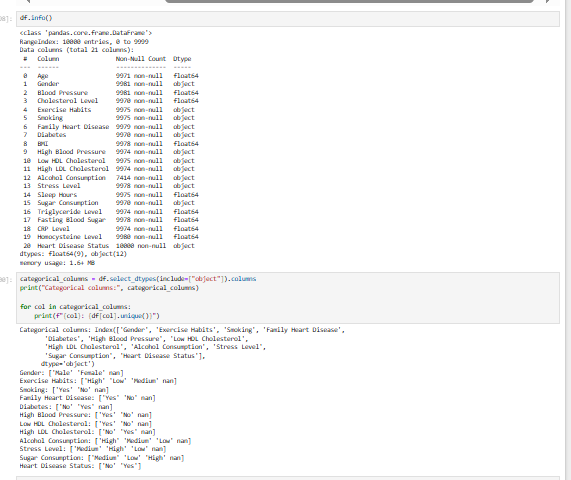 df.info()
<class 'pandas.core.frame.DataFrame'>
RangeIndex: 10000 entries, 0 to 9999
Data columns (total 21 columns):
#   Column   Non-Null Count   Dtype
---  ------  --------------  -----
0   Age   9971 non-null   float64
1   Gender   9981 non-null   object
2   Blood Pressure   9981 non-null   float64
3   Cholesterol Level   9970 non-null   float64
4   Exercise Habits   9975 non-null   object
5   Smoking   9975 non-null   object
6   Family Heart Disease   9979 non-null   object
7   Diabetes   9970 non-null   object
8   BMI   9978 non-null   float64
9   High Blood Pressure   9974 non-null   object
10   Low HDL Cholesterol   9975 non-null   object
11   High LDL Cholesterol   9974 non-null   object
12   Alcohol Consumption   7414 non-null   object
13   Stress Level   9978 non-null   object
14   Sleep Hours   9975 non-null   float64
15   Sugar Consumption   9970 non-null   object
16   Triglyceride Level   9974 non-null   float64
17   Fasting Blood Sugar   9978 non-null   float64
18   CRP Level   9974 non-null   float64
19   Homocysteine Level   9980 non-null   float64
20   Heart Disease Status   10000 non-null   object
dtypes: float64(9), object(12)
memory usage: 1.6+ MB
categorical_columns = df.select_dtypes(include=["object"]).columns
print("Categorical columns:", categorical_columns)
for col in categorical_columns:
print(f"{col}: {df[col].unique()}")
Categorical columns: Index(['Gender', 'Exercise Habits', 'Smoking', 'Family Heart Disease',
'Diabetes', 'High Blood Pressure', 'Low HDL Cholesterol',
'High LDL Cholesterol', 'Alcohol Consumption', 'Stress Level',
'Sugar Consumption', 'Heart Disease Status'],
dtype='object')
Gender: ['Male' 'Female' nan]
Exercise Habits: ['High' 'Low' 'Medium' nan]
Smoking: ['Yes' 'No' nan]
Family Heart Disease: ['Yes' 'No' nan]
Diabetes: ['No' 'Yes' nan]
High Blood Pressure: ['Yes' 'No' nan]
Low HDL Cholesterol: ['Yes' 'No' nan]
High LDL Cholesterol: ['No' 'Yes' nan]
Alcohol Consumption: ['High' 'Medium' 'Low' nan]
Stress Level: ['Medium' 'High' 'Low' nan]
Sugar Consumption: ['Medium' 'Low' 'High' nan]
Heart Disease Status: ['No' 'Yes']